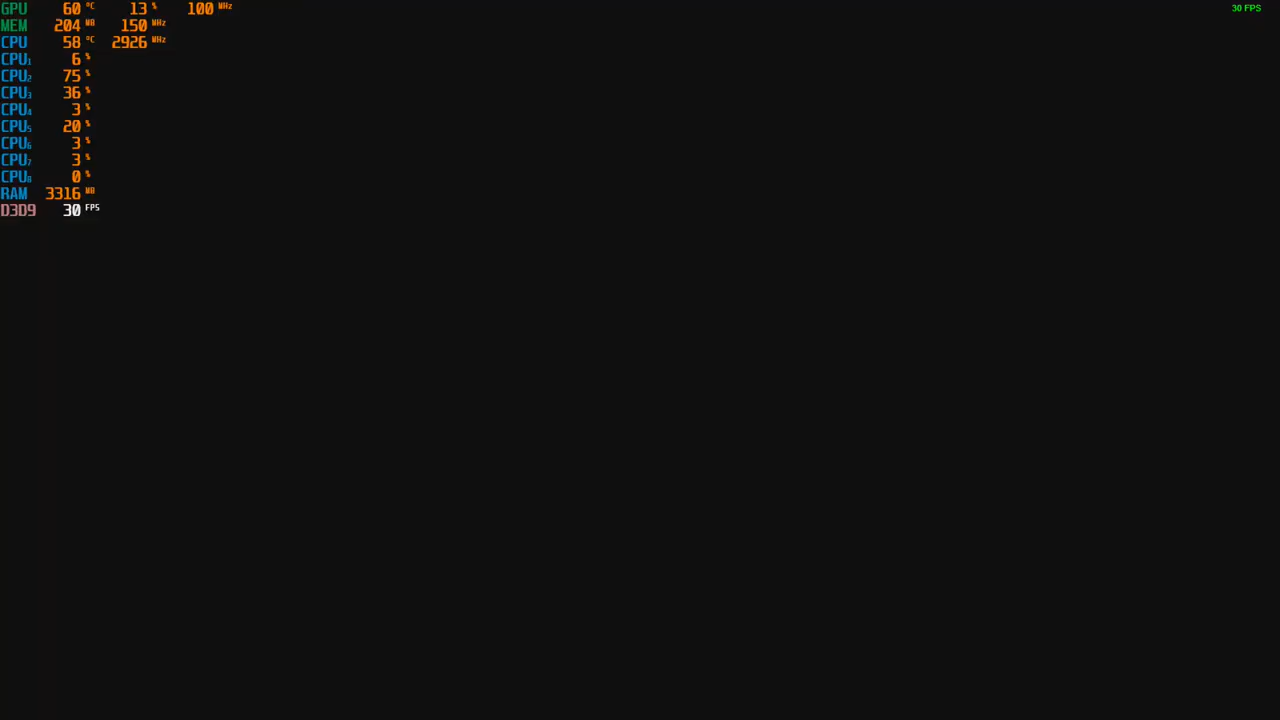 GPU 60 °C 13 % 100 MHz 30 FPS
MEM 204 MB 150 MHz
CPU 58 °C 2926 MHz
CPU1 6 %
CPU2 75 %
CPU3 36 %
CPU4 3 %
CPU5 20 %
CPU6 3 %
CPU7 3 %
CPU8 0 %
RAM 3316 MB
D3D9 30 FPS